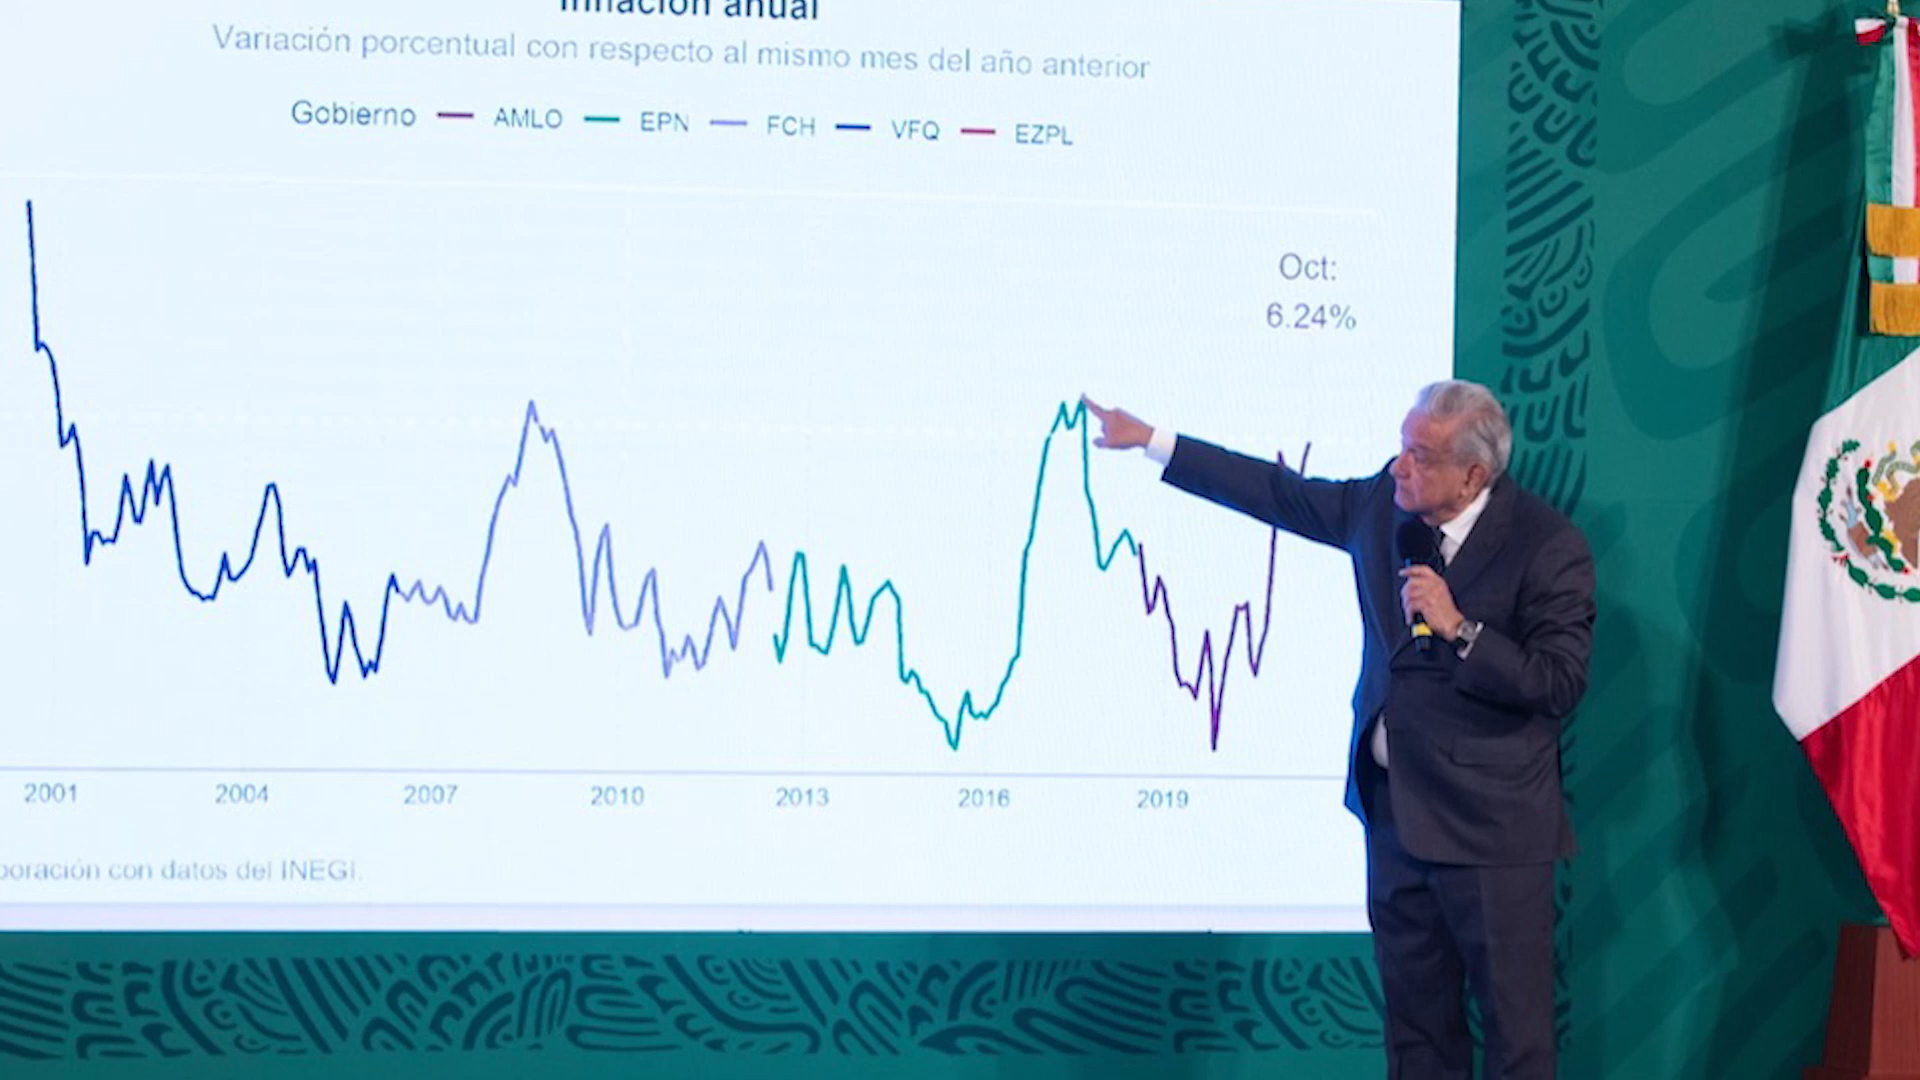 Inflación anual
Variación porcentual con respecto al mismo mes del año anterior
Gobierno AMLO EPN FCH VFQ EZPL
Oct:
6.24%
2001 2004 2007 2010 2013 2016 2019
con datos del INEGI.